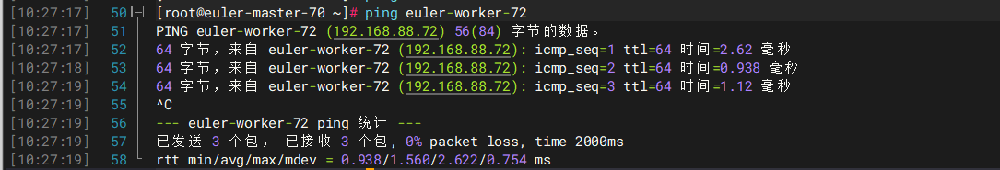 [10:27:17] 50 [root@euler-master-70 ~]# ping euler-worker-72
[10:27:17] 51 PING euler-worker-72 (192.168.88.72) 56(84) 字节的数据。
[10:27:17] 52 64 字节，来自 euler-worker-72 (192.168.88.72): icmp_seq=1 ttl=64 时间=2.62 毫秒
[10:27:18] 53 64 字节，来自 euler-worker-72 (192.168.88.72): icmp_seq=2 ttl=64 时间=0.938 毫秒
[10:27:19] 54 64 字节，来自 euler-worker-72 (192.168.88.72): icmp_seq=3 ttl=64 时间=1.12 毫秒
[10:27:19] 55 ^C
[10:27:19] 56 --- euler-worker-72 ping 统计 ---
[10:27:19] 57 已发送 3 个包， 已接收 3 个包, 0% packet loss, time 2000ms
[10:27:19] 58 rtt min/avg/max/mdev = 0.938/1.560/2.622/0.754 ms